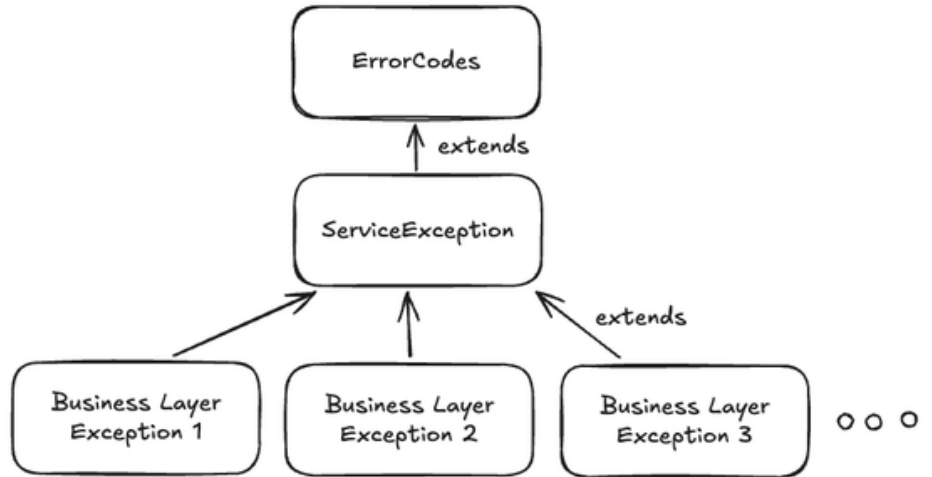 ErrorCodes
extends
ServiceException
extends
Business Layer
Exception 1
Business Layer
Exception 2
Business Layer
Exception 3